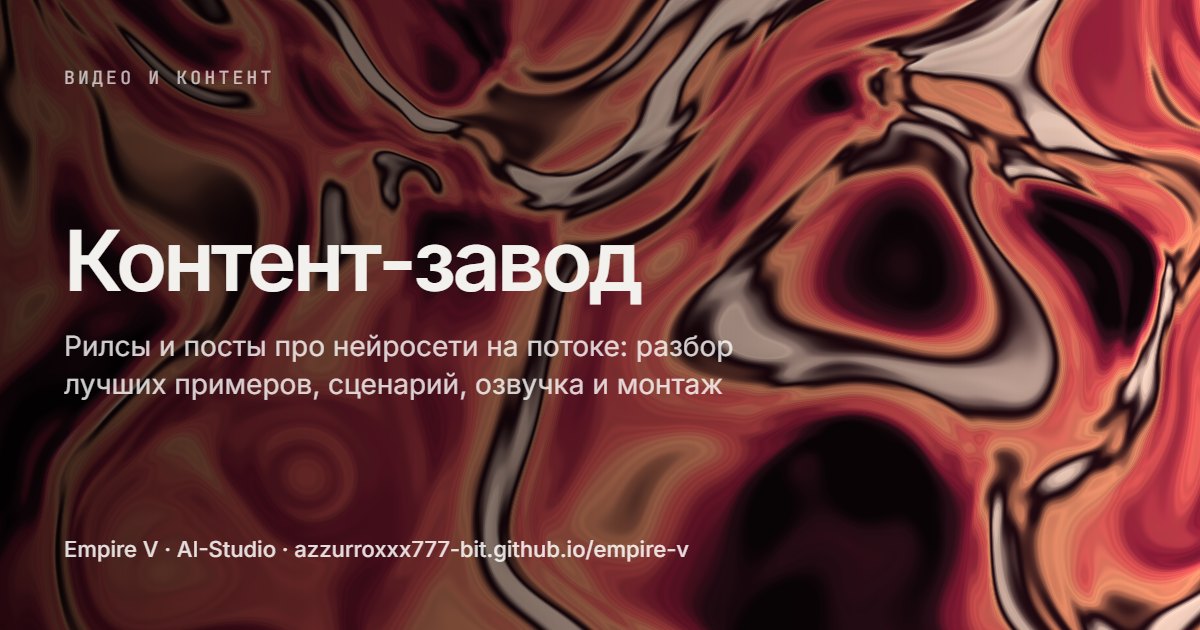 ВИДЕО И КОНТЕНТ
Контент-завод
Рилсы и посты про нейросети на потоке: разбор
лучших примеров, сценарий, озвучка и монтаж
Empire V · AI-Studio · azzurroxxx777-bit.github.io/empire-v